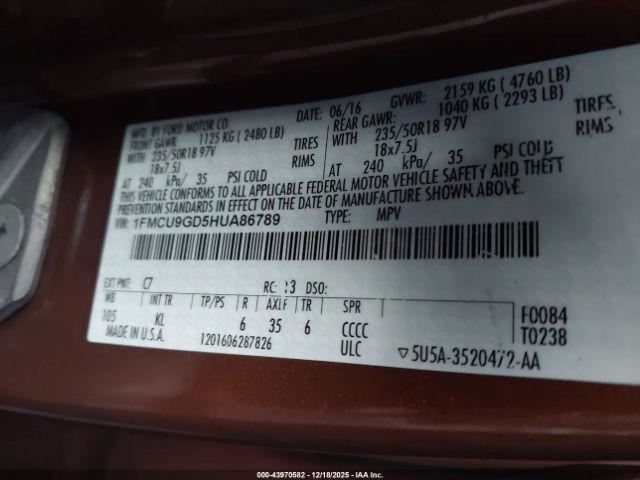 MFD. BY FORD MOTOR CO.
DATE: 06/16 GVWR: 2159 KG ( 4760 LB)
FRONT GAWR: 1125 KG ( 2480 LB) REAR GAWR: 1040 KG ( 2293 LB)
WITH 235/50R18 97V TIRES WITH 235/50R18 97V TIRES
18x7.5J RIMS 18x7.5J RIMS
AT 240 kPa/ 35 PSI COLD AT 240 kPa/ 35 PSI COLD
THIS VEHICLE CONFORMS TO ALL APPLICABLE FEDERAL MOTOR VEHICLE SAFETY AND THEFT
PREVENTION STANDARDS IN EFFECT ON THE DATE OF MANUFACTURE SHOWN ABOVE.
VIN: 1FMCU9GD5HUA86789 TYPE: MPV
EXT PNT: C7 RC: 13 DSO:
WB INT TR TP/PS R AXLE TR SPR F0084
105 KL 6 35 6 CCCC T0238
MADE IN U.S.A. 1201606287826 ULC
▽5U5A-3520472-AA
000-43970582 - 12/18/2025 - IAA Inc.